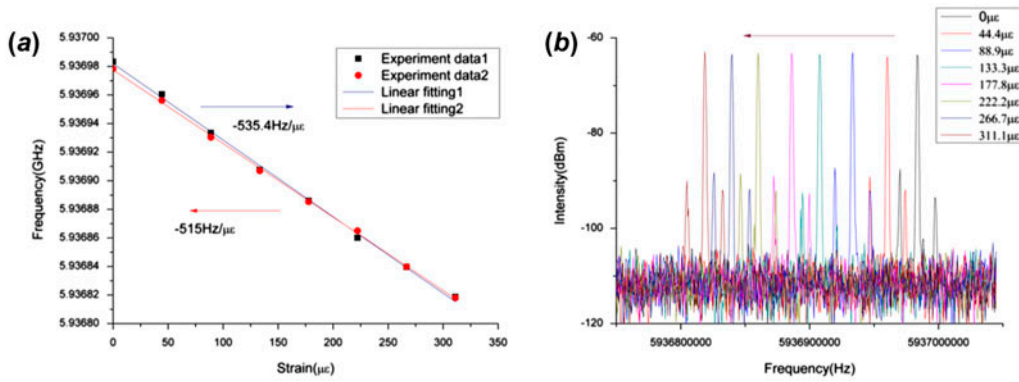 (a)
5.93700
5.93698
5.93696
5.93694
5.93692
5.93690
5.93688
5.93686
5.93684
5.93682
5.93680
Frequency(GHz)
Experiment data1
Experiment data2
Linear fitting1
Linear fitting2
-535.4Hz/με
-515Hz/με
0 50 100 150 200 250 300 350
Strain(με)
(b)
0με
44.4με
88.9με
133.3με
177.8με
222.2με
266.7με
311.1με
-60
-80
-100
-120
Intensity(dBm)
5936800000 5936900000 5937000000
Frequency(Hz)